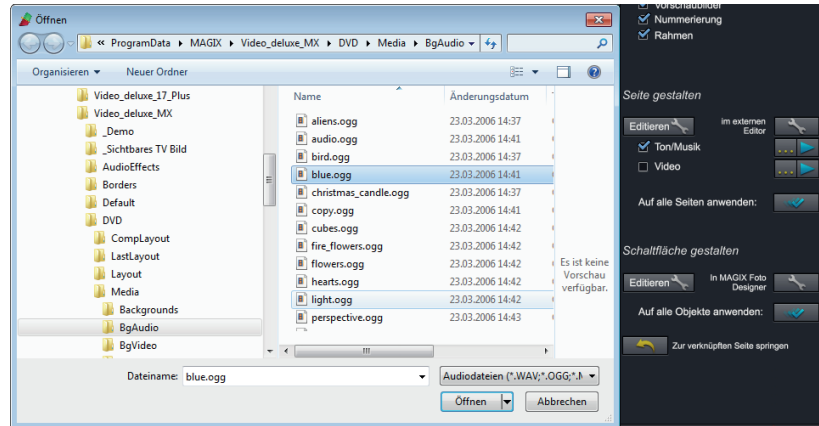 Öffnen
« ProgramData ▸ MAGIX ▸ Video_deluxe_MX ▸ DVD ▸ Media ▸ BgAudio
Organisieren
Neuer Ordner
Video_deluxe_17_Plus
Video_deluxe_MX
_Demo
_Sichtbares TV Bild
AudioEffects
Borders
Default
DVD
CompLayout
LastLayout
Layout
Media
Backgrounds
BgAudio
BgVideo
Name Änderungsdatum
aliens.ogg 23.03.2006 14:37
audio.ogg 23.03.2006 14:41
bird.ogg 23.03.2006 14:37
blue.ogg 23.03.2006 14:41
christmas_candle.ogg 23.03.2006 14:37
copy.ogg 23.03.2006 14:41
cubes.ogg 23.03.2006 14:42
fire_flowers.ogg 23.03.2006 14:42
flowers.ogg 23.03.2006 14:42
hearts.ogg 23.03.2006 14:42
light.ogg 23.03.2006 14:42
perspective.ogg 23.03.2006 14:43
Es ist keine
Vorschau
verfügbar.
Dateiname: blue.ogg
Audiodateien (*.WAV;*.OGG;*.M
Öffnen
Abbrechen
Vorschaubilder
Nummerierung
Rahmen
Seite gestalten
Editieren
im externen
Editor
Ton/Musik
...
Video
...
Auf alle Seiten anwenden:
Schaltfläche gestalten
Editieren
In MAGIX Foto
Designer
Auf alle Objekte anwenden:
Zur verknüpften Seite springen